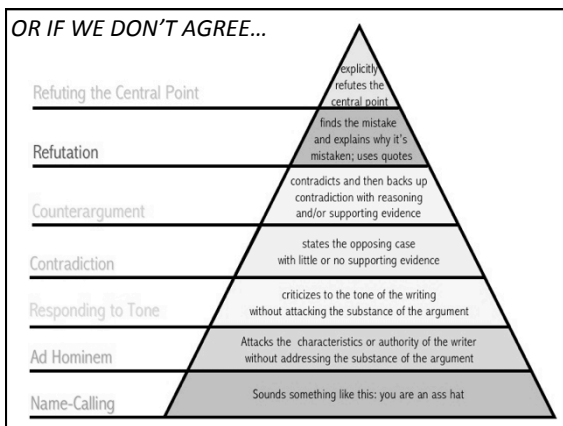 OR IF WE DON’T AGREE…
explicitly
refutes the
central point
Refuting the Central Point
finds the mistake
and explains why it's
mistaken; uses quotes
Refutation
contradicts and then backs up
contradiction with reasoning
and/or supporting evidence
Counterargument
states the opposing case
with little or no supporting evidence
Contradiction
criticizes to the tone of the writing
without attacking the substance of the argument
Responding to Tone
Attacks the characteristics or authority of the writer
without addressing the substance of the argument
Ad Hominem
Sounds something like this: you are an ass hat
Name-Calling